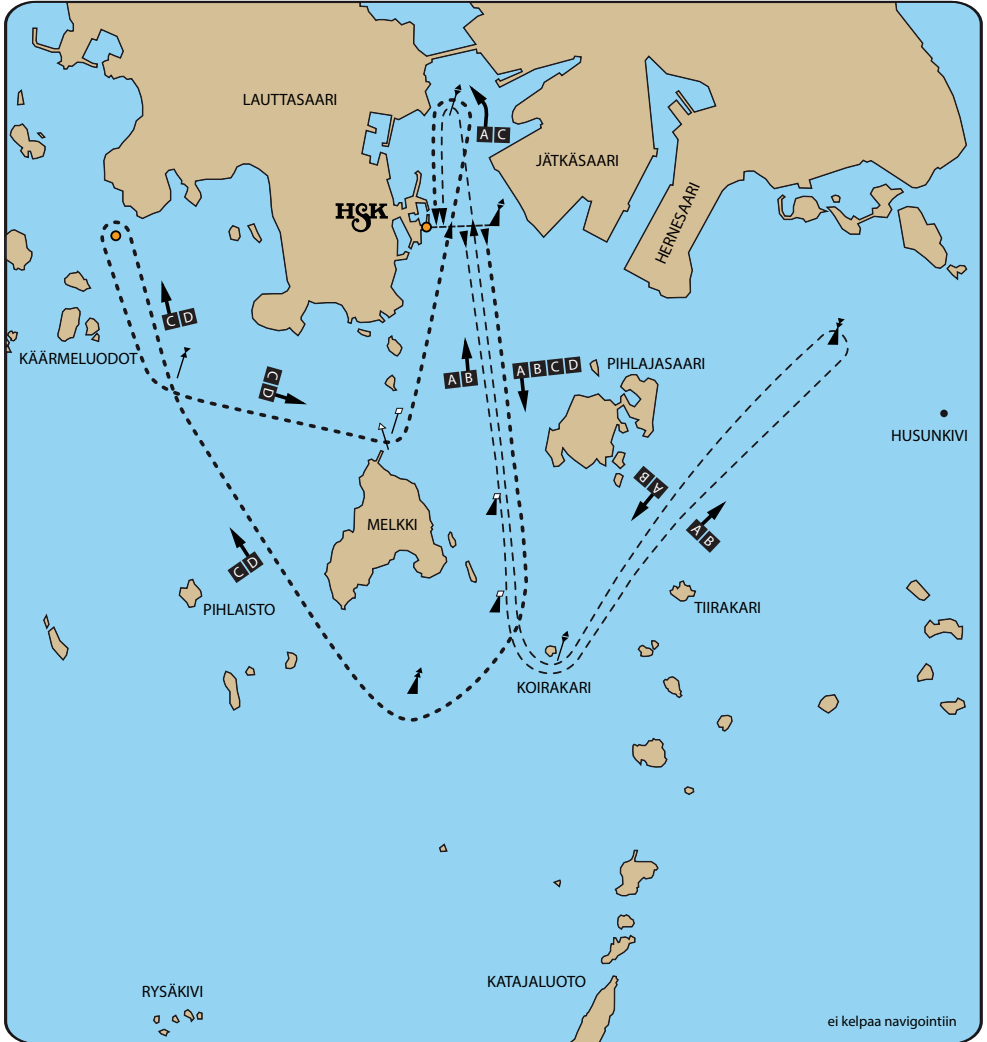 LAUTTASAARI
A C
JÄTKÄSAARI
HSK
HERNESAARI
C D
KÄÄRMELUODOT
C D
A B
A B C D
PIHLAJASAARI
HUSUNKIVI
A B
MELKKI
A B
C D
PIHLAISTO
TIIRAKARI
KOIRAKARI
KATAJALUOTO
RYSÄKIVI
ei kelpaa navigointiin